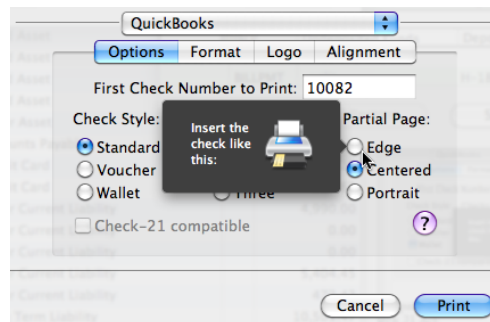 QuickBooks
Options Format Logo Alignment
First Check Number to Print: 10082
Check Style:
Partial Page:
Insert the
check like
this:
Standard
Edge
Voucher
Centered
Wallet
Portrait
Check-21 compatible
?
Cancel Print